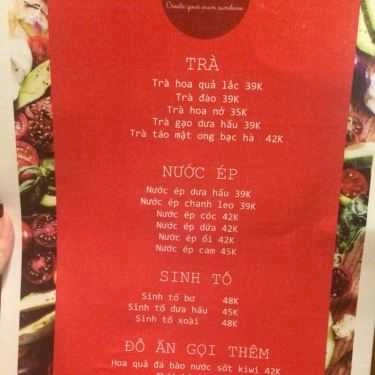 Create your own sundaes
TRÀ
Trà hoa quả lắc 39K
Trà đào 39K
Trà hoa nở 35K
Trà gạo dưa hấu 39K
Trà táo mật ong bạc hà 42K
NƯỚC ÉP
Nước ép dưa hấu 39K
Nước ép chanh leo 39K
Nước ép cóc 42K
Nước ép dứa 42K
Nước ép ổi 42K
Nước ép cam 45K
SINH TỐ
Sinh tố bơ 48K
Sinh tố dưa hấu 45K
Sinh tố xoài 48K
ĐỒ ĂN GỌI THÊM
Hoa quả đá bào nước sốt kiwi 42K